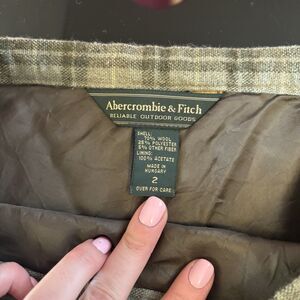 Abercrombie & Fitch
RELIABLE OUTDOOR GOODS
SHELL:
70% WOOL
25% POLYESTER
5% OTHER FIBER
LINING:
100% ACETATE
MADE IN
HUNGARY
2
OVER FOR CARE